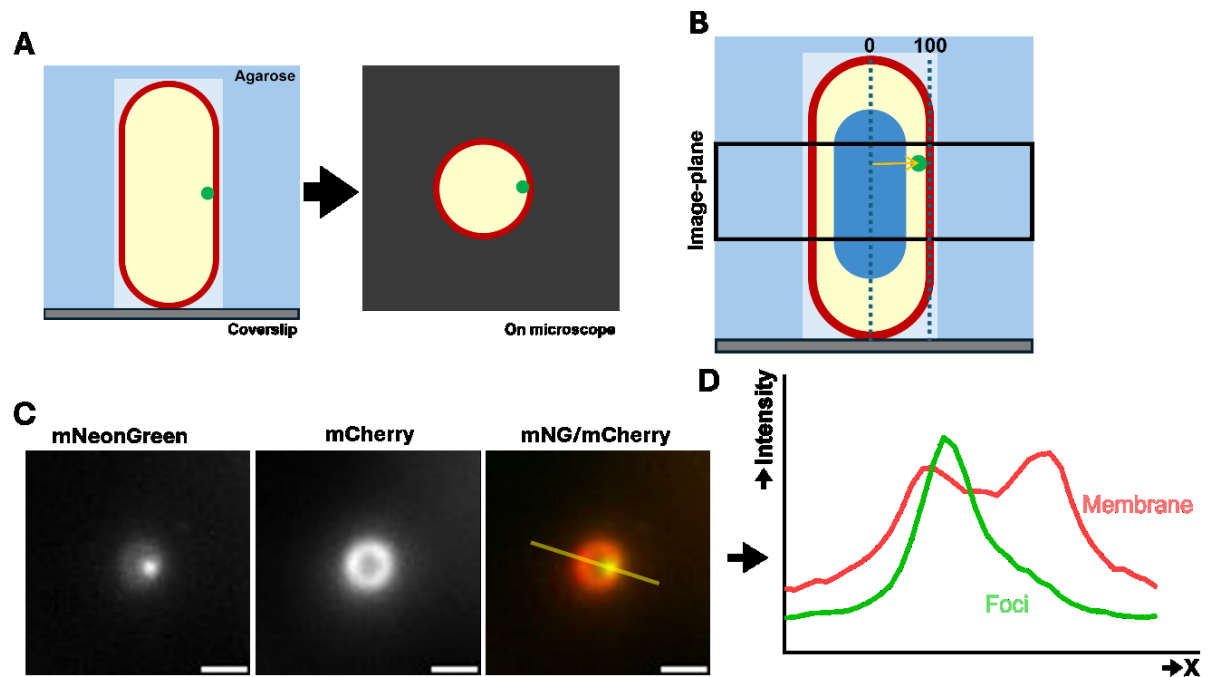 A
Agarose
Coverslip
On microscope
B
0 100
Image-plane
C
mNeonGreen
mCherry
mNG/mCherry
D
Intensity
Membrane
Foci
X